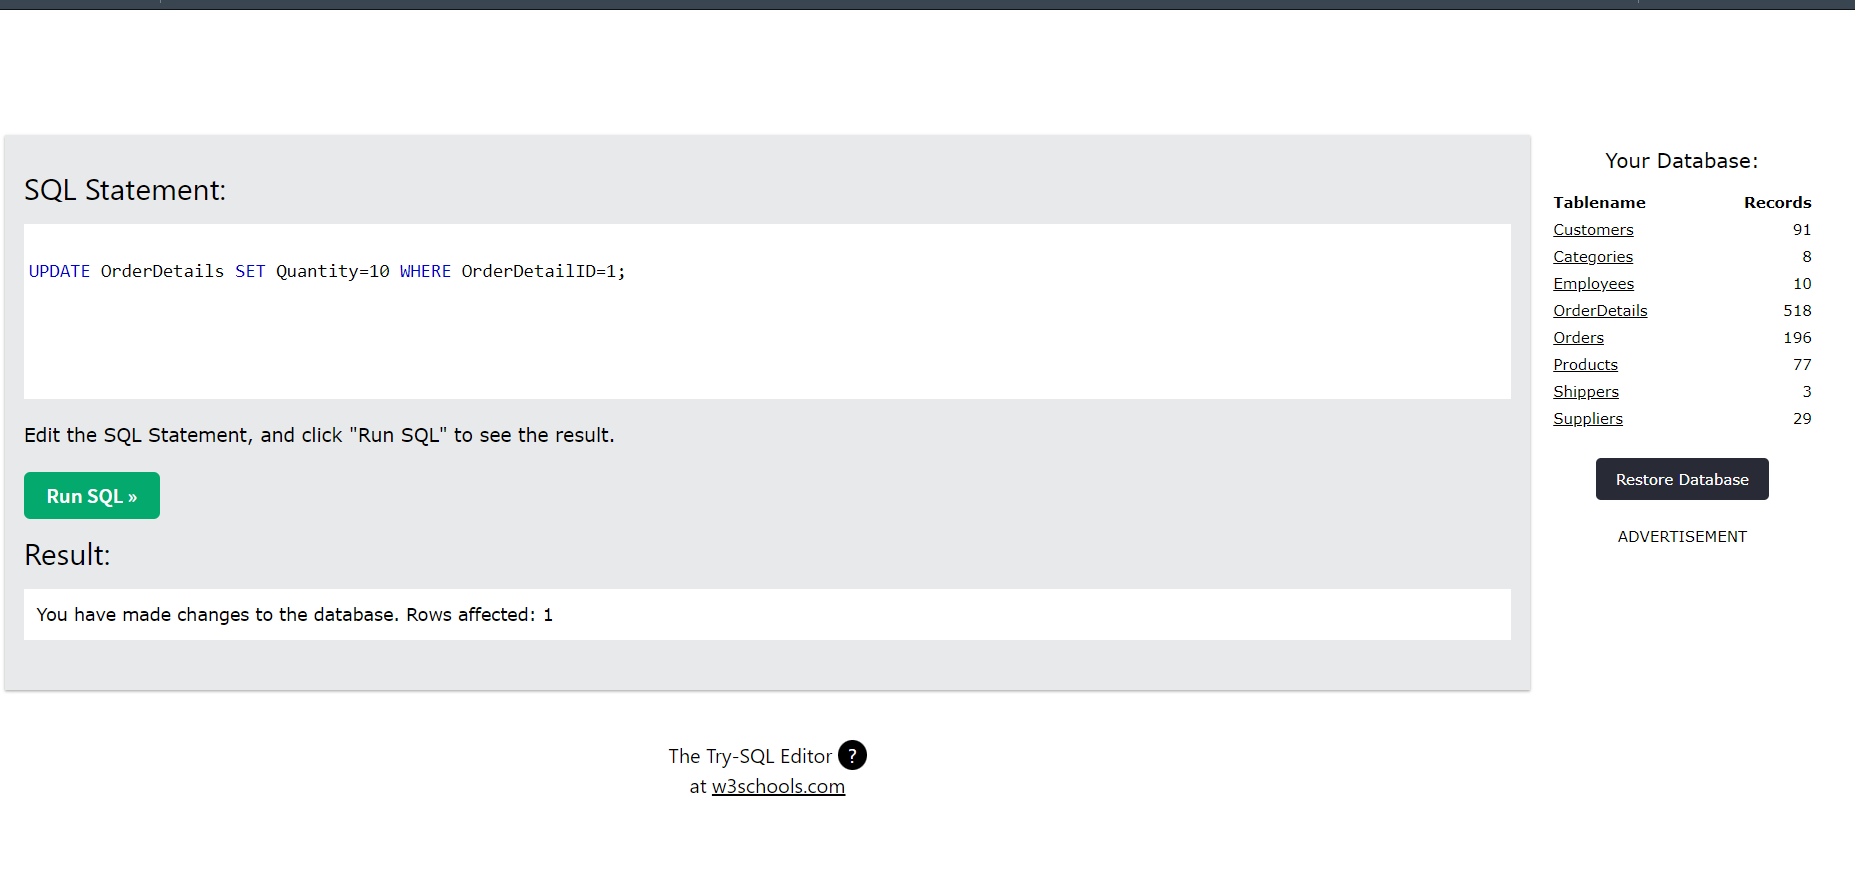 SQL Statement:
UPDATE OrderDetails SET Quantity=10 WHERE OrderDetailID=1;
Edit the SQL Statement, and click "Run SQL" to see the result.
Run SQL »
Result:
You have made changes to the database. Rows affected: 1
The Try-SQL Editor ?
at w3schools.com
Your Database:
Tablename Records
Customers 91
Categories 8
Employees 10
OrderDetails 518
Orders 196
Products 77
Shippers 3
Suppliers 29
Restore Database
ADVERTISEMENT